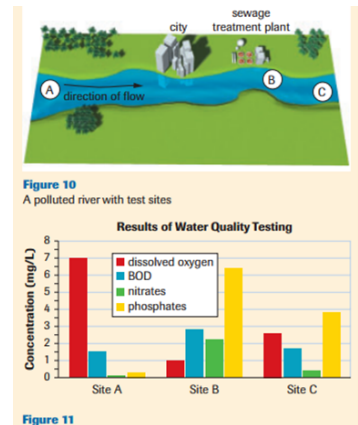 sewage
city treatment plant
A
direction of flow
B
C
Figure 10
A polluted river with test sites
Results of Water Quality Testing
Concentration (mg/L)
8
7
6
5
4
3
2
1
0
dissolved oxygen
BOD
nitrates
phosphates
Site A Site B Site C
Figure 11